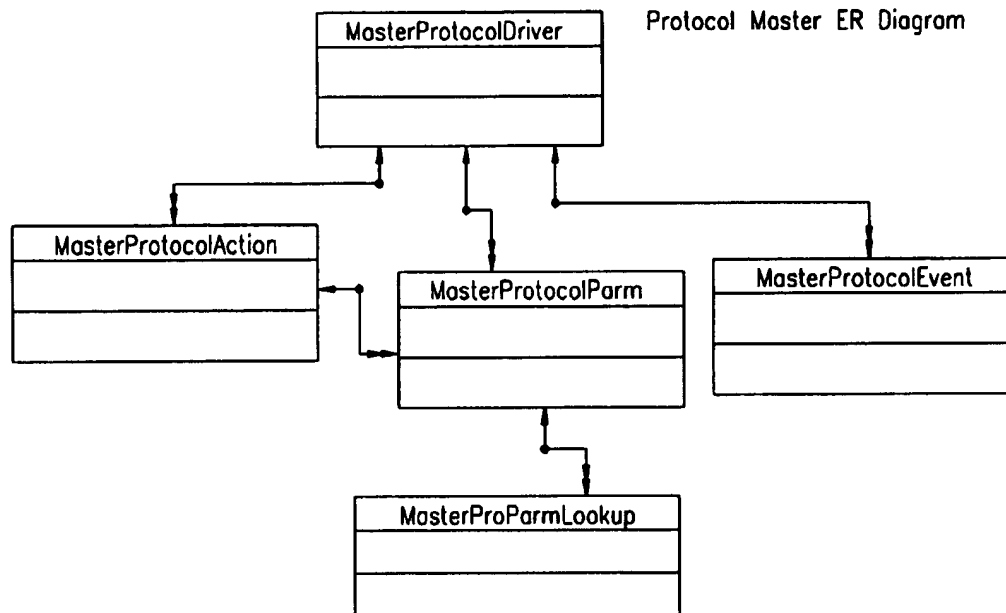 Protocol Master ER Diagram
MasterProtocolDriver
MasterProtocolAction
MasterProtocolParm
MasterProtocolEvent
MasterProParmLookup